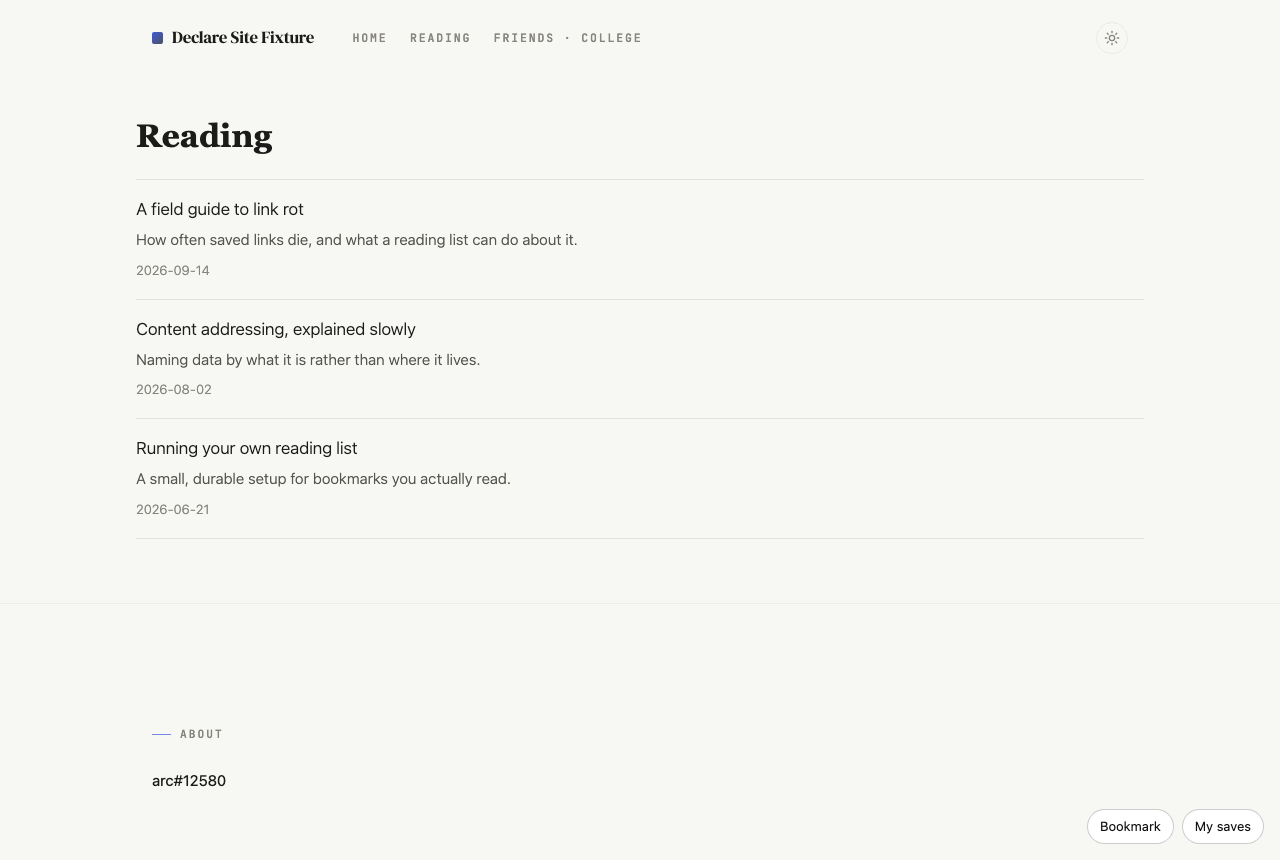 Declare Site Fixture
HOME READING FRIENDS · COLLEGE
Reading
A field guide to link rot
How often saved links die, and what a reading list can do about it.
2026-09-14
Content addressing, explained slowly
Naming data by what it is rather than where it lives.
2026-08-02
Running your own reading list
A small, durable setup for bookmarks you actually read.
2026-06-21
ABOUT
arc#12580
Bookmark
My saves